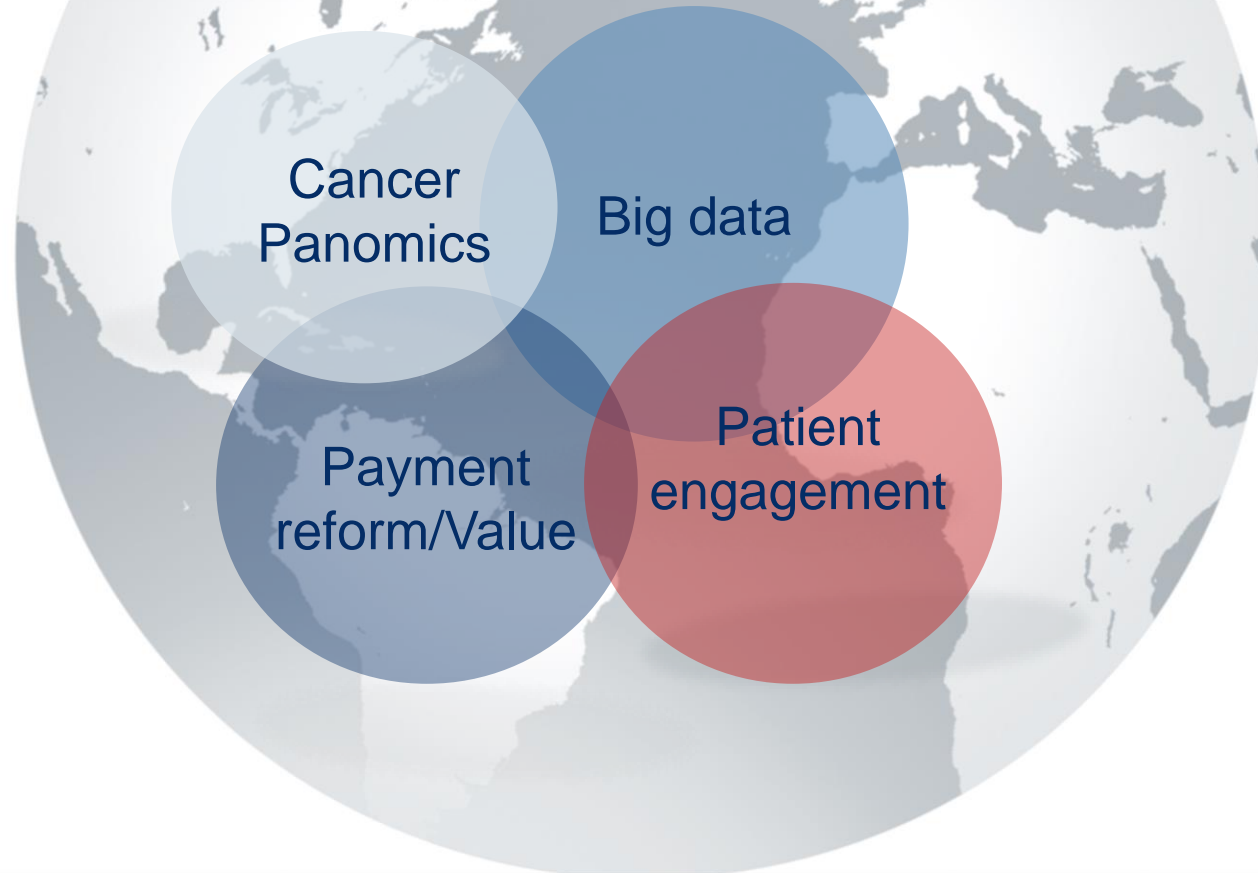 Cancer
Panomics
Big data
Payment
reform/Value
Patient
engagement